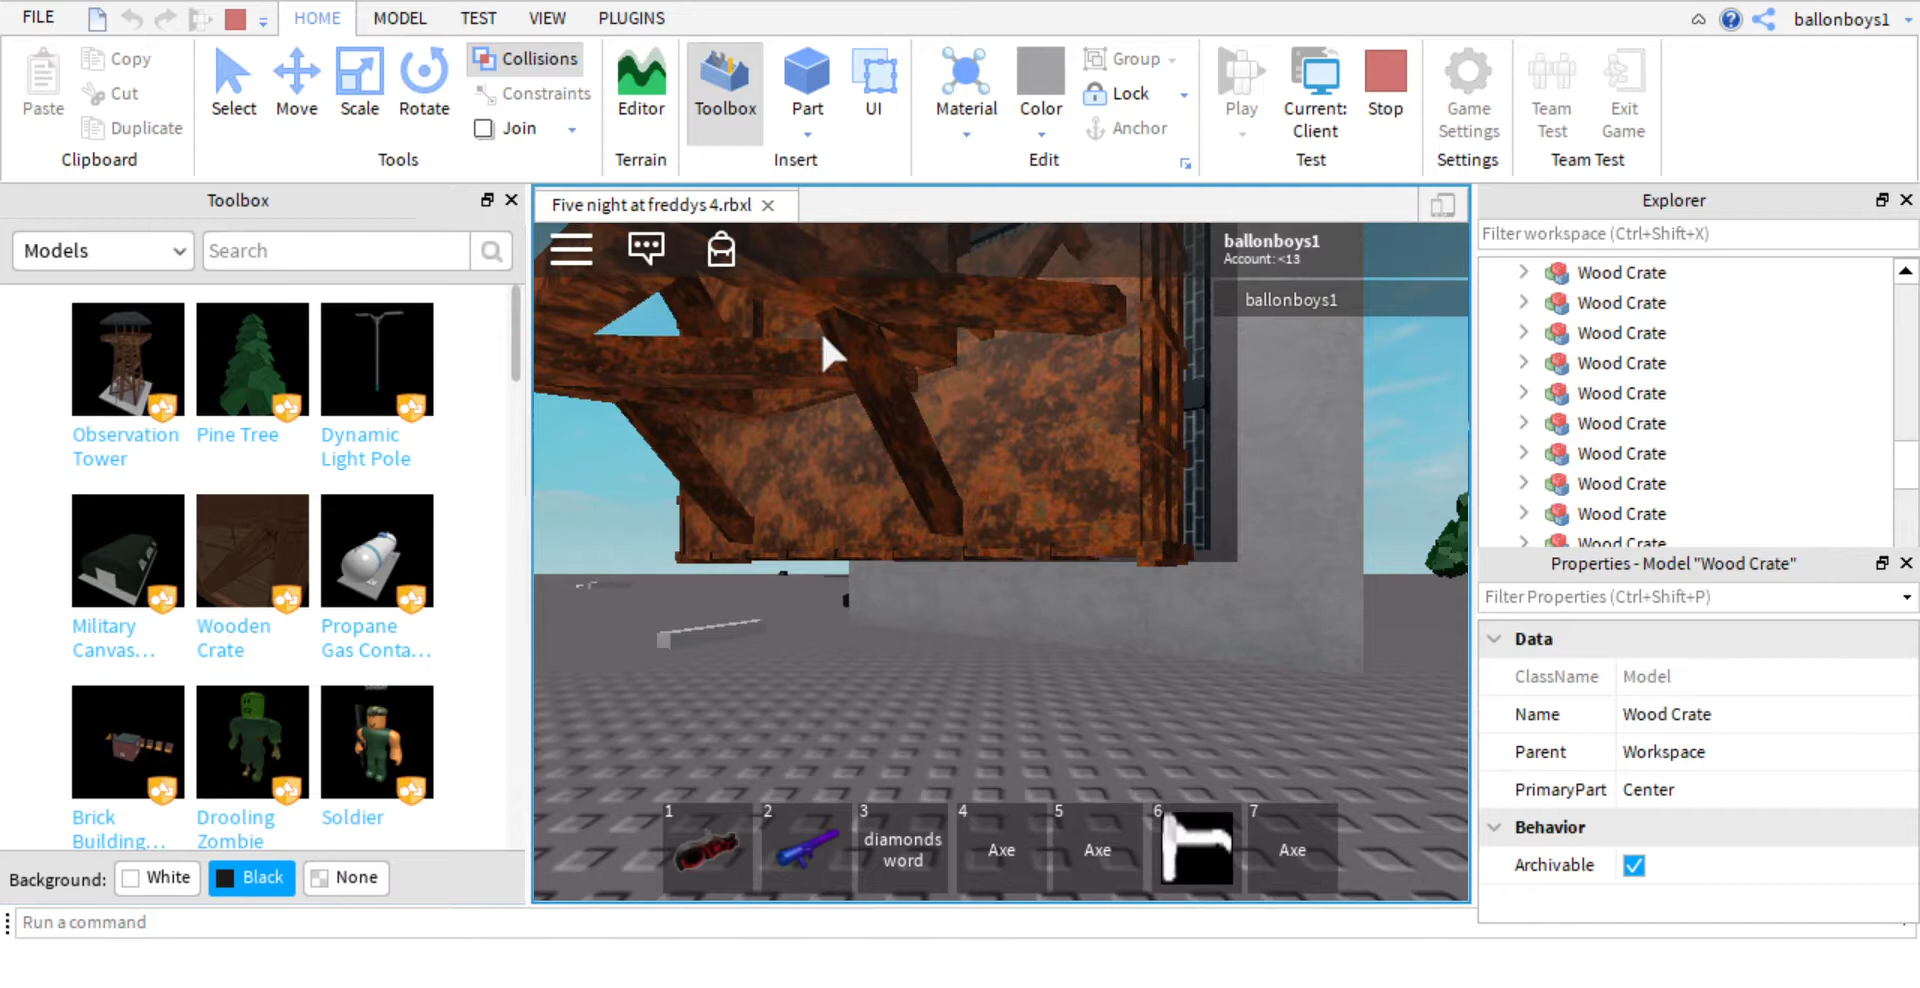 FILE
HOME
MODEL
TEST
VIEW
PLUGINS
ballonboys1
Paste
Copy
Cut
Duplicate
Clipboard
Select
Move
Scale
Rotate
Collisions
Constraints
Join
Tools
Editor
Terrain
Toolbox
Part
UI
Insert
Material
Color
Group
Lock
Anchor
Edit
Play
Current:
Client
Stop
Test
Game
Settings
Settings
Team
Test
Exit
Game
Team Test
Toolbox
Models
Search
Observation
Tower
Pine Tree
Dynamic
Light Pole
Military
Canvas...
Wooden
Crate
Propane
Gas Conta...
Brick
Building...
Drooling
Zombie
Soldier
Background:
White
Black
None
Run a command
Five night at freddys 4.rbxl
ballonboys1
Account: <13
ballonboys1
1
2
3
diamonds
word
4
Axe
5
Axe
6
7
Axe
Explorer
Filter workspace (Ctrl+Shift+X)
Wood Crate
Wood Crate
Wood Crate
Wood Crate
Wood Crate
Wood Crate
Wood Crate
Wood Crate
Wood Crate
Wood Crate
Properties - Model "Wood Crate"
Filter Properties (Ctrl+Shift+P)
Data
ClassName Model
Name Wood Crate
Parent Workspace
PrimaryPart Center
Behavior
Archivable